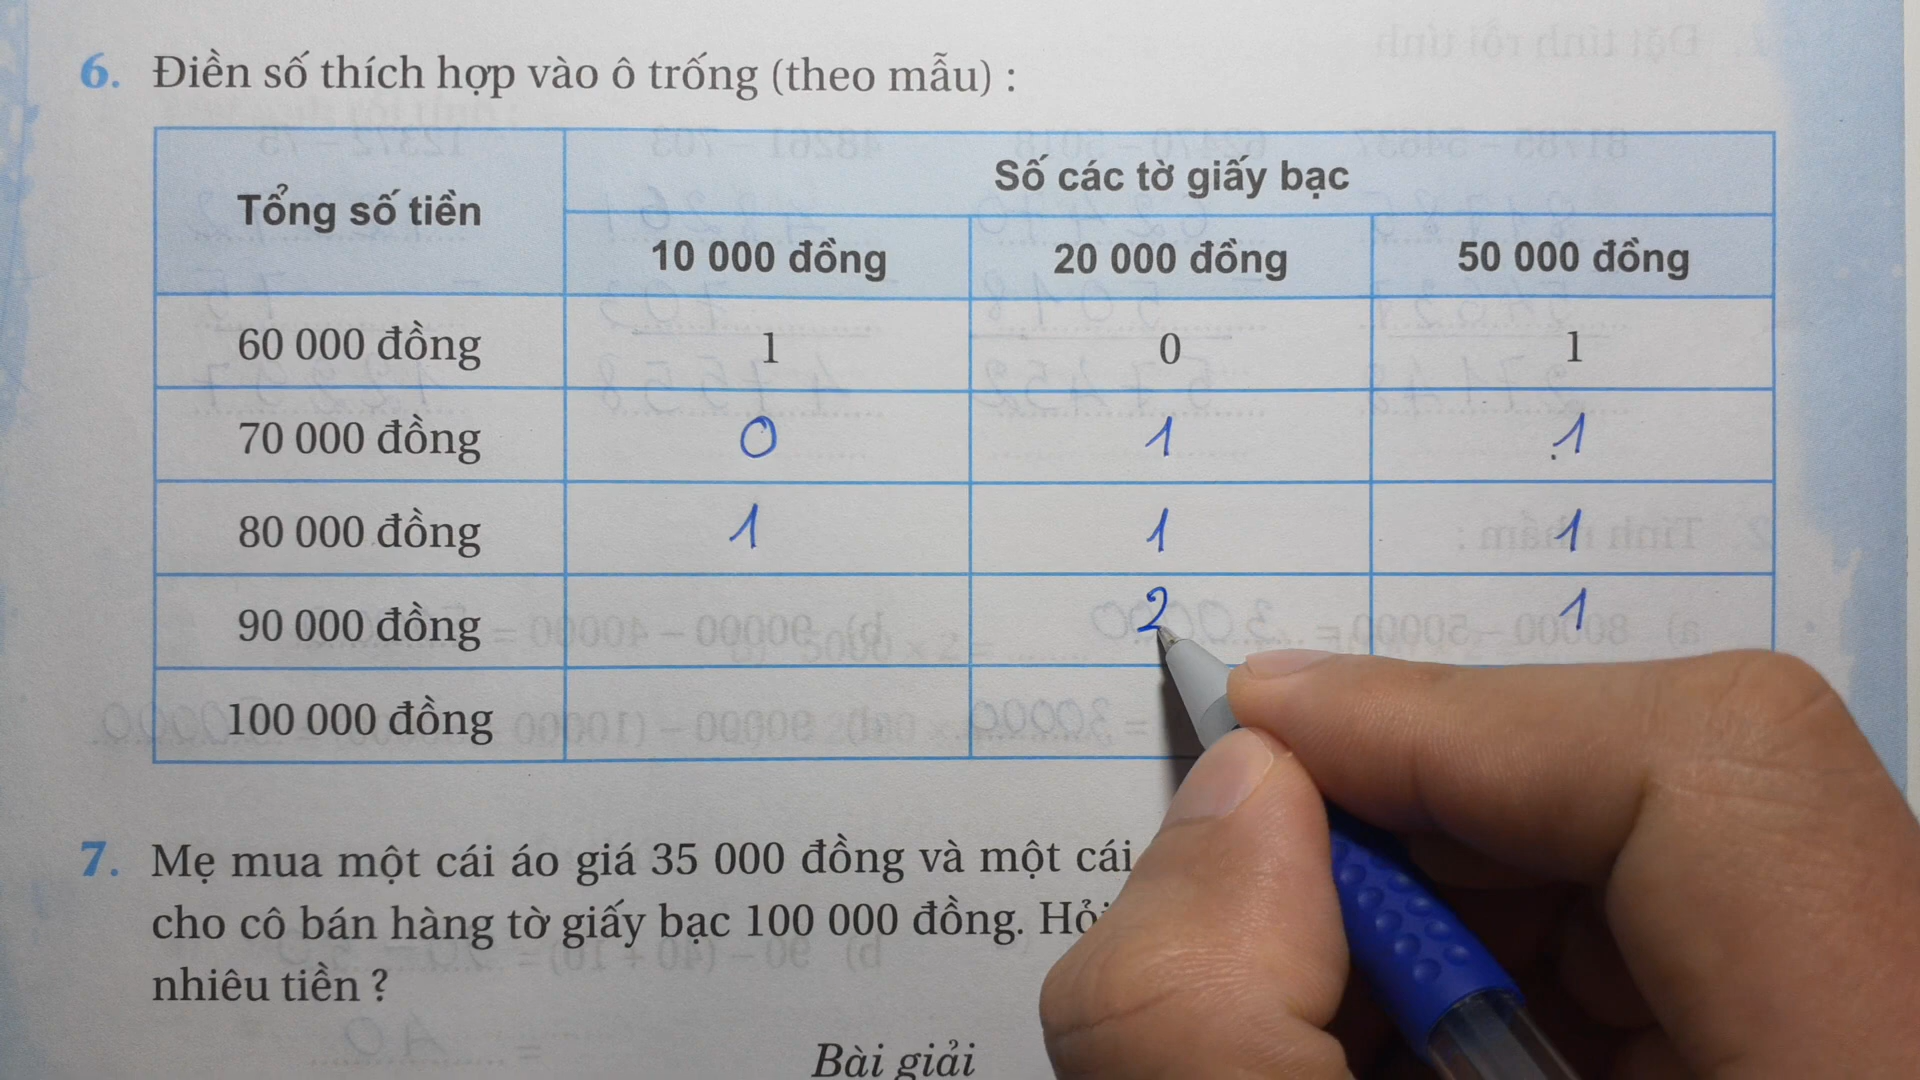 6. Điền số thích hợp vào ô trống (theo mẫu) :
Tổng số tiền
Số các tờ giấy bạc
10 000 đồng 20 000 đồng 50 000 đồng
60 000 đồng 1 0 1
70 000 đồng 0 1 1
80 000 đồng 1 1 1
90 000 đồng 2 1
100 000 đồng
7. Mẹ mua một cái áo giá 35 000 đồng và một cái
cho cô bán hàng tờ giấy bạc 100 000 đồng.
nhiêu tiền ?
Bài giải